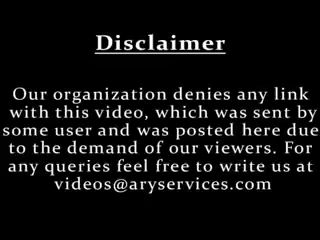 Disclaimer
Our organization denies any link
with this video, which was sent by
some user and was posted here due
to the demand of our viewers. For
any queries feel free to write us at
videos@aryservices.com